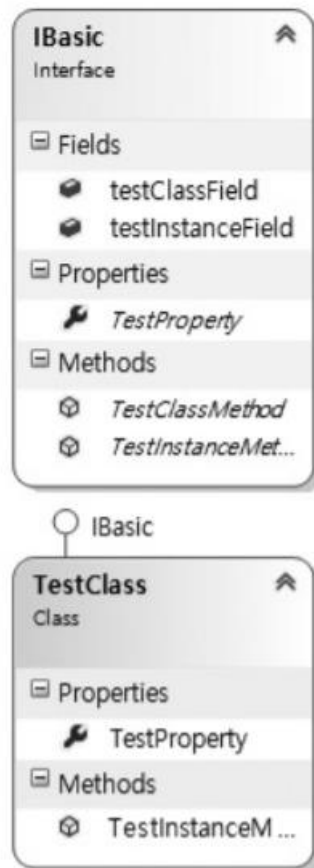 IBasic
Interface
Fields
testClassField
testInstanceField
Properties
TestProperty
Methods
TestClassMethod
TestInstanceMet...
IBasic
TestClass
Class
Properties
TestProperty
Methods
TestInstanceM ...